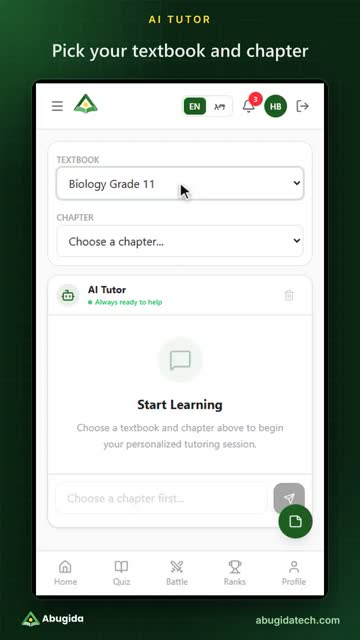 AI TUTOR
Pick your textbook and chapter
EN
አማ
3
HB
TEXTBOOK
Biology Grade 11
CHAPTER
Choose a chapter...
AI Tutor
Always ready to help
Start Learning
Choose a textbook and chapter above to begin
your personalized tutoring session.
Choose a chapter first...
Home
Quiz
Battle
Ranks
Profile
Abugida
abugidatech.com